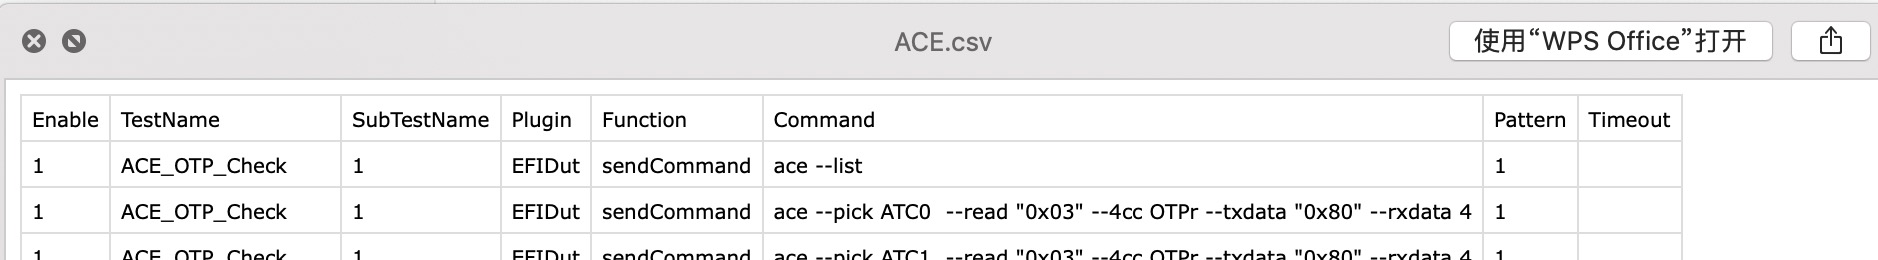 ACE.csv
使用“WPS Office”打开
Enable TestName SubTestName Plugin Function Command Pattern Timeout
1 ACE_OTP_Check 1 EFIDut sendCommand ace --list 1
1 ACE_OTP_Check 1 EFIDut sendCommand ace --pick ATC0  --read "0x03" --4cc OTPr --txdata "0x80" --rxdata 4 1
1 ACE_OTP_Check 1 EFIDut sendCommand ace --pick ATC1  --read "0x03" --4cc OTPr --txdata "0x80" --rxdata 4 1